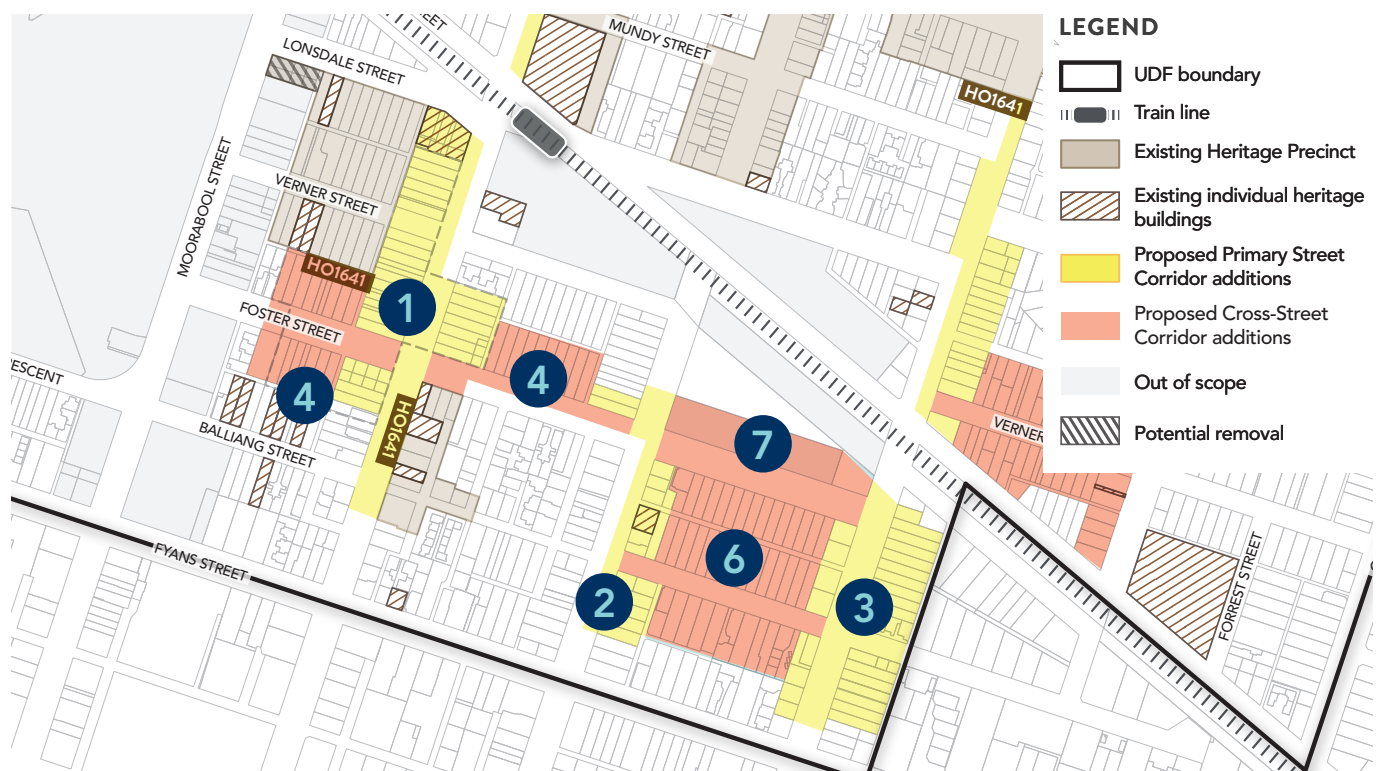 STREET
MUNDY STREET
LONSDALE STREET
HO1641
MOORABOOL STREET
VERNER STREET
HO1641
1
FOSTER STREET
ESCENT
4
4
HO1641
BALLIANG STREET
7
VERNER
6
FYANS STREET
2
3
FORREST STREET
LEGEND
UDF boundary
Train line
Existing Heritage Precinct
Existing individual heritage
buildings
Proposed Primary Street
Corridor additions
Proposed Cross-Street
Corridor additions
Out of scope
Potential removal